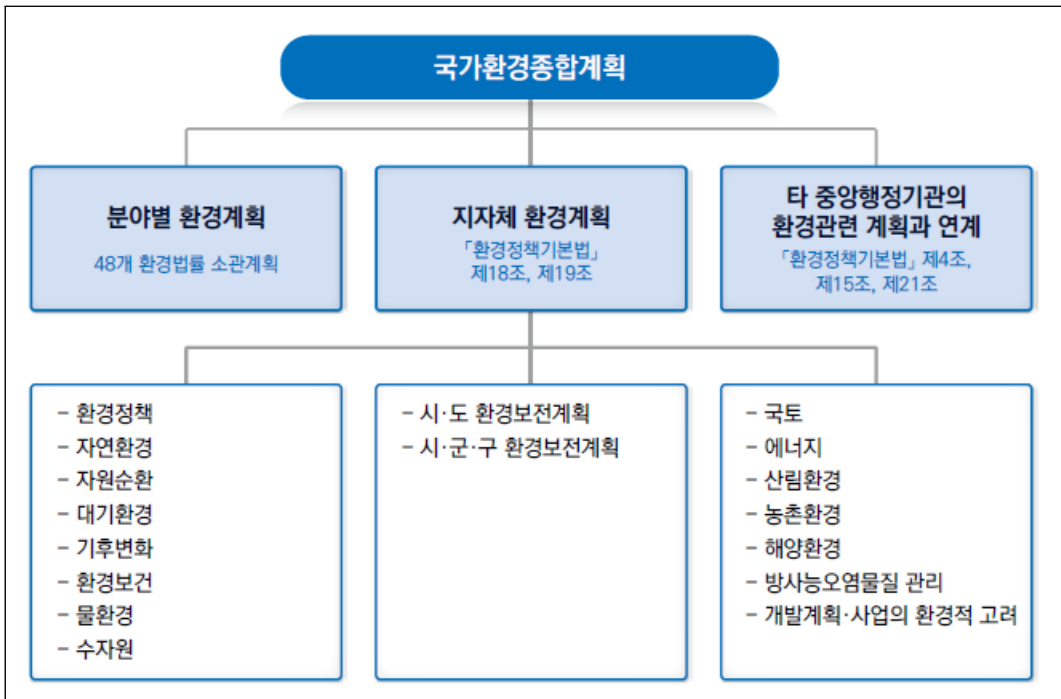 국가환경종합계획
분야별 환경계획
48개 환경법률 소관계획
지자체 환경계획
「환경정책기본법」
제18조, 제19조
타 중앙행정기관의
환경관련 계획과 연계
「환경정책기본법」 제4조,
제15조, 제21조
– 환경정책
– 자연환경
– 자원순환
– 대기환경
– 기후변화
– 환경보건
– 물환경
– 수자원
– 시·도 환경보전계획
– 시·군·구 환경보전계획
– 국토
– 에너지
– 산림환경
– 농촌환경
– 해양환경
– 방사능오염물질 관리
– 개발계획·사업의 환경적 고려